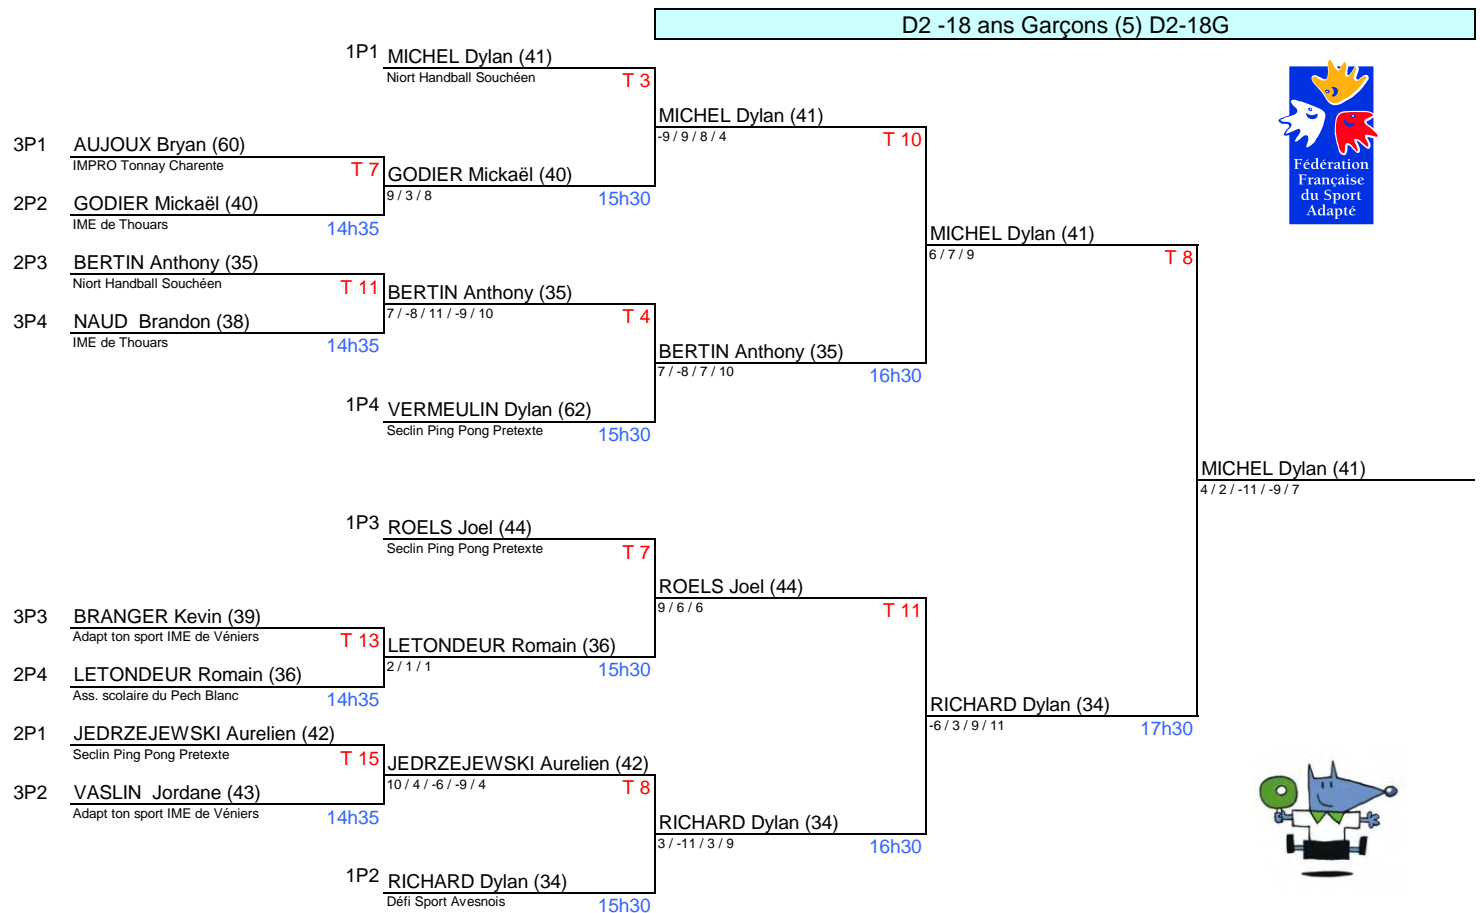 D2 -18 ans Garçons (5) D2-18G
1P1 MICHEL Dylan (41)
Niort Handball Souchéen
T 3
MICHEL Dylan (41)
-9 / 9 / 8 / 4
T 10
3P1 AUJOUX Bryan (60)
IMPRO Tonnay Charente
T 7
GODIER Mickaël (40)
9 / 3 / 8
15h30
2P2 GODIER Mickaël (40)
IME de Thouars
14h35
Fédération
Française
du Sport
Adapté
MICHEL Dylan (41)
6 / 7 / 9
T 8
2P3 BERTIN Anthony (35)
Niort Handball Souchéen
T 11
BERTIN Anthony (35)
7 / -8 / 11 / -9 / 10
T 4
3P4 NAUD Brandon (38)
IME de Thouars
14h35
BERTIN Anthony (35)
7 / -8 / 7 / 10
16h30
1P4 VERMEULIN Dylan (62)
Seclin Ping Pong Pretexte
15h30
MICHEL Dylan (41)
4 / 2 / -11 / -9 / 7
1P3 ROELS Joel (44)
Seclin Ping Pong Pretexte
T 7
ROELS Joel (44)
9 / 6 / 6
T 11
3P3 BRANGER Kevin (39)
Adapt ton sport IME de Véniers
T 13
LETONDEUR Romain (36)
2 / 1 / 1
15h30
2P4 LETONDEUR Romain (36)
Ass. scolaire du Pech Blanc
14h35
RICHARD Dylan (34)
-6 / 3 / 9 / 11
17h30
2P1 JEDRZEJEWSKI Aurelien (42)
Seclin Ping Pong Pretexte
T 15
JEDRZEJEWSKI Aurelien (42)
10 / 4 / -6 / -9 / 4
T 8
3P2 VASLIN Jordane (43)
Adapt ton sport IME de Véniers
14h35
RICHARD Dylan (34)
3 / -11 / 3 / 9
16h30
1P2 RICHARD Dylan (34)
Défi Sport Avesnois
15h30